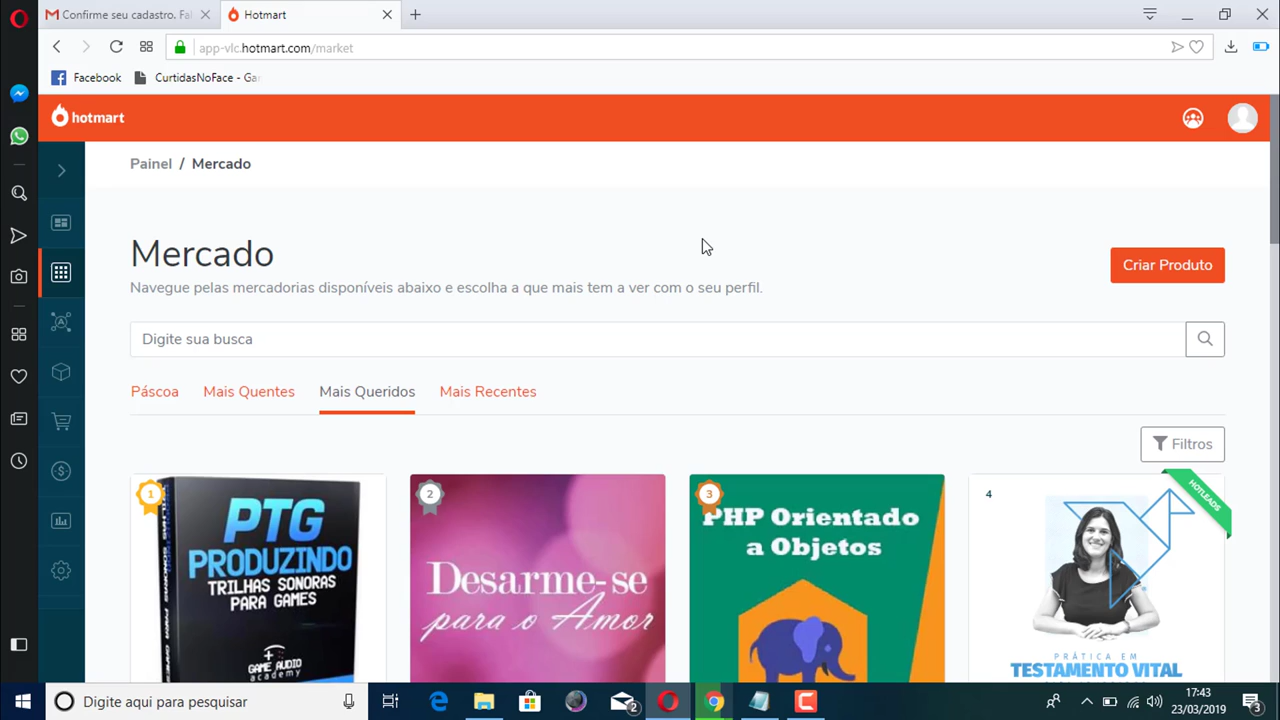 Confirme seu cadastro. Fal
Hotmart
app-vlc.hotmart.com/market
Facebook
CurtidasNoFace - Gan
hotmart
Painel / Mercado
Mercado
Criar Produto
Navegue pelas mercadorias disponíveis abaixo e escolha a que mais tem a ver com o seu perfil.
Digite sua busca
Páscoa
Mais Quentes
Mais Queridos
Mais Recentes
Filtros
1
PTG
PRODUZINDO
TRILHAS SONORAS
PARA GAMES
GAME AUDIO
academy
2
Desarme-se
para o Amor
3
PHP Orientado
a Objetos
4
HOTLEADS
PRÁTICA EM
TESTAMENTO VITAL
Digite aqui para pesquisar
2
17:43
23/03/2019
3